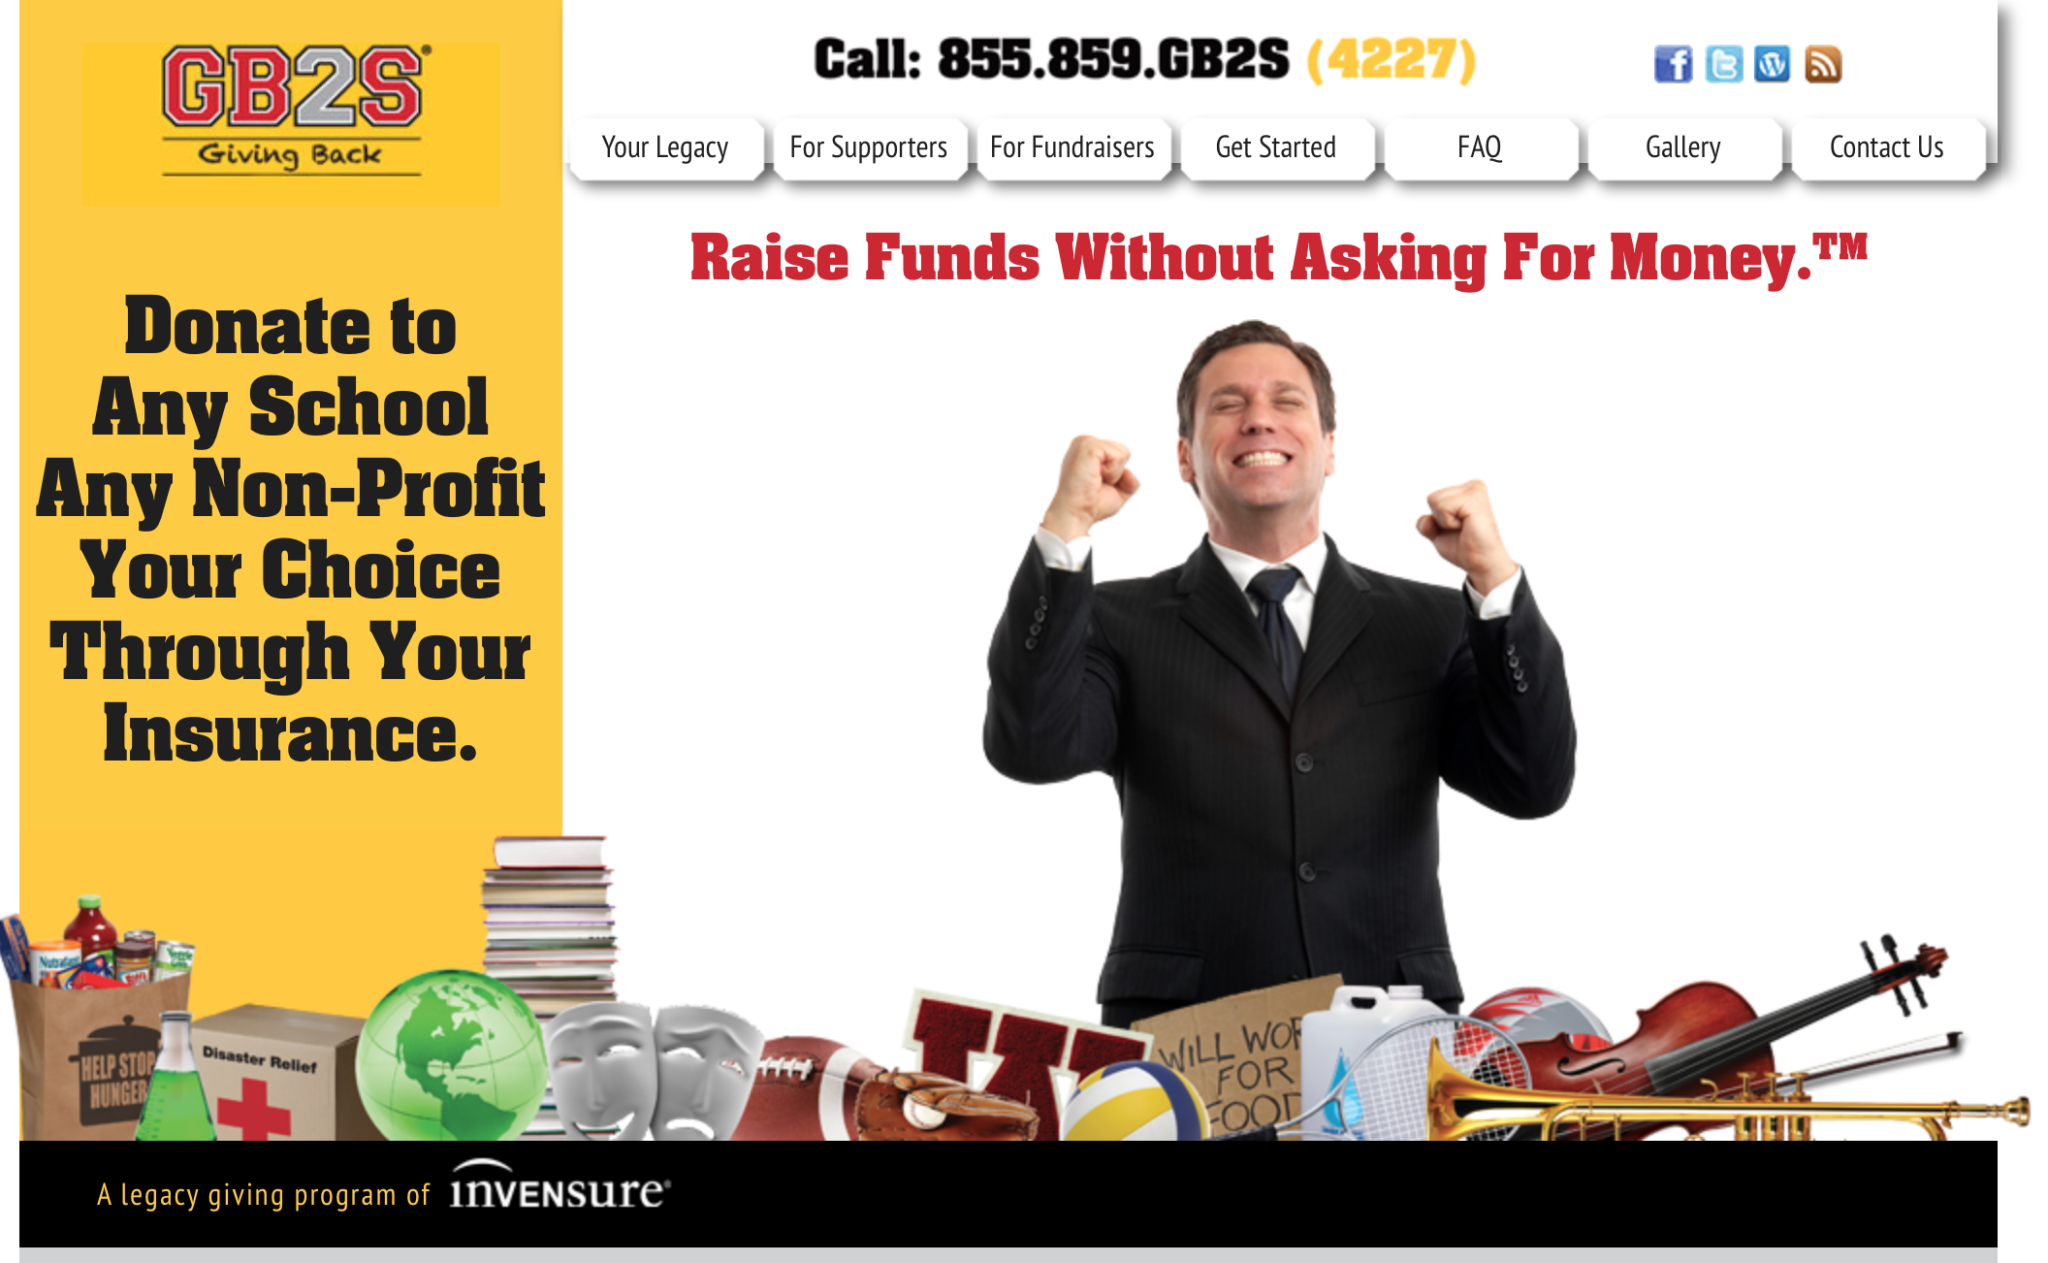 GB2S®
Giving Back
Call: 855.859.GB2S (4227)
Your Legacy
For Supporters
For Fundraisers
Get Started
FAQ
Gallery
Contact Us
Raise Funds Without Asking For Money.™
Donate to
Any School
Any Non-Profit
Your Choice
Through Your
Insurance.
HELP STOP
HUNGER
Disaster Relief
WILL WOR
FOR
FOOD
A legacy giving program of inVENSure®